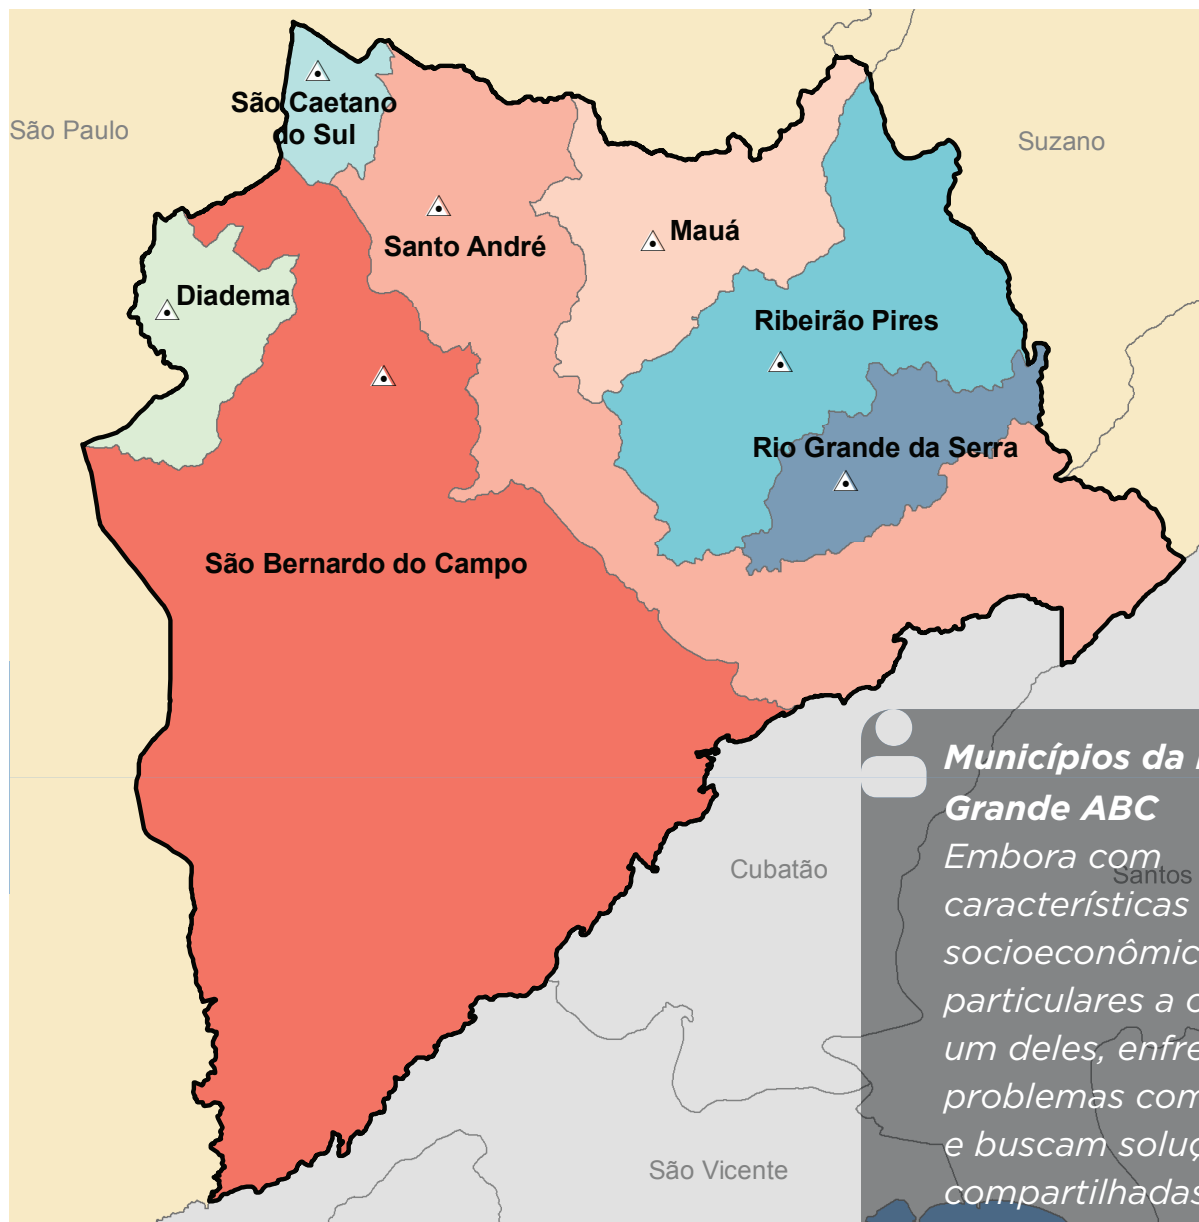 São Caetano
do Sul
São Paulo
Suzano
Mauá
Santo André
Diadema
Ribeirão Pires
Rio Grande da Serra
São Bernardo do Campo
Cubatão
Santos
São Vicente
Municípios da
Grande ABC
Embora com
características
socioeconômic
particulares a
um deles, enfre
problemas com
e buscam soluç
compartilhadas